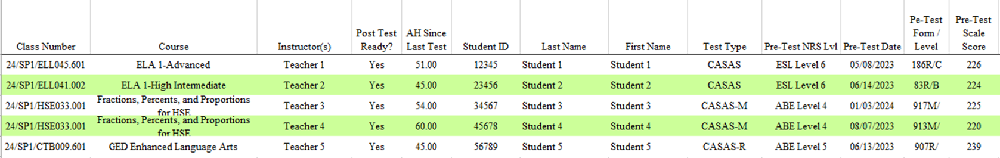 Class Number Course Instructor(s) Post Test Ready? AH Since Last Test Student ID Last Name First Name Test Type Pre-Test NRS Lvl Pre-Test Date Pe-Test Form / Level Pre-Test Scale Score
24/SP1/ELL045.601 ELA 1-Advanced Teacher 1 Yes 51.00 12345 Student 1 Student 1 CASAS ESL Level 6 05/08/2023 186R/C 226
24/SP1/ELL041.002 ELA 1-High Intermediate Teacher 2 Yes 45.00 23456 Student 2 Student 2 CASAS ESL Level 6 06/14/2023 83R/B 224
24/SP1/HSE033.001 Fractions, Percents, and Proportions for HSE Teacher 3 Yes 54.00 34567 Student 3 Student 3 CASAS-M ABE Level 4 01/03/2024 917M/ 225
24/SP1/HSE033.001 Fractions, Percents, and Proportions for HSE Teacher 4 Yes 60.00 45678 Student 4 Student 4 CASAS-M ABE Level 4 08/07/2023 913M/ 220
24/SP1/CTB009.601 GED Enhanced Language Arts Teacher 5 Yes 45.00 56789 Student 5 Student 5 CASAS-R ABE Level 5 06/13/2023 907R/ 239